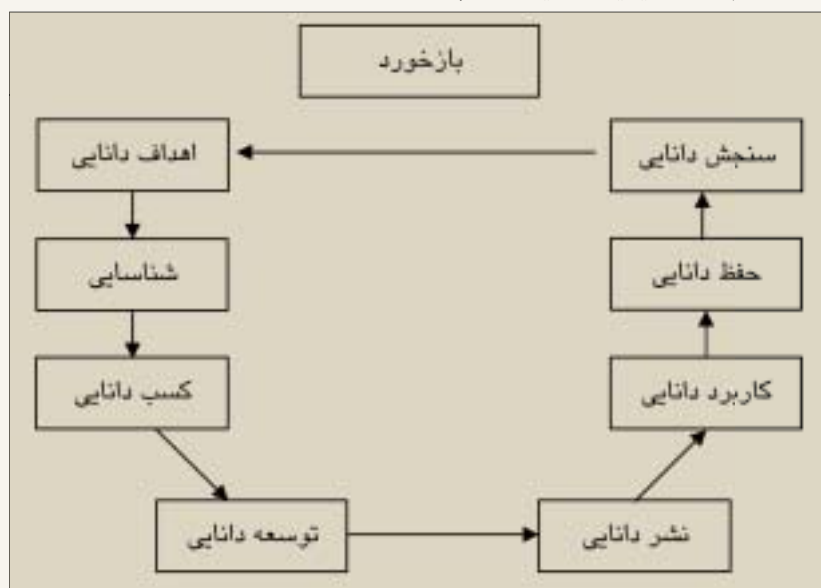 بازخورد
اهداف دانایی
شناسایی
کسب دانایی
توسعه دانایی
نشر دانایی
کاربرد دانایی
حفظ دانایی
سنجش دانایی